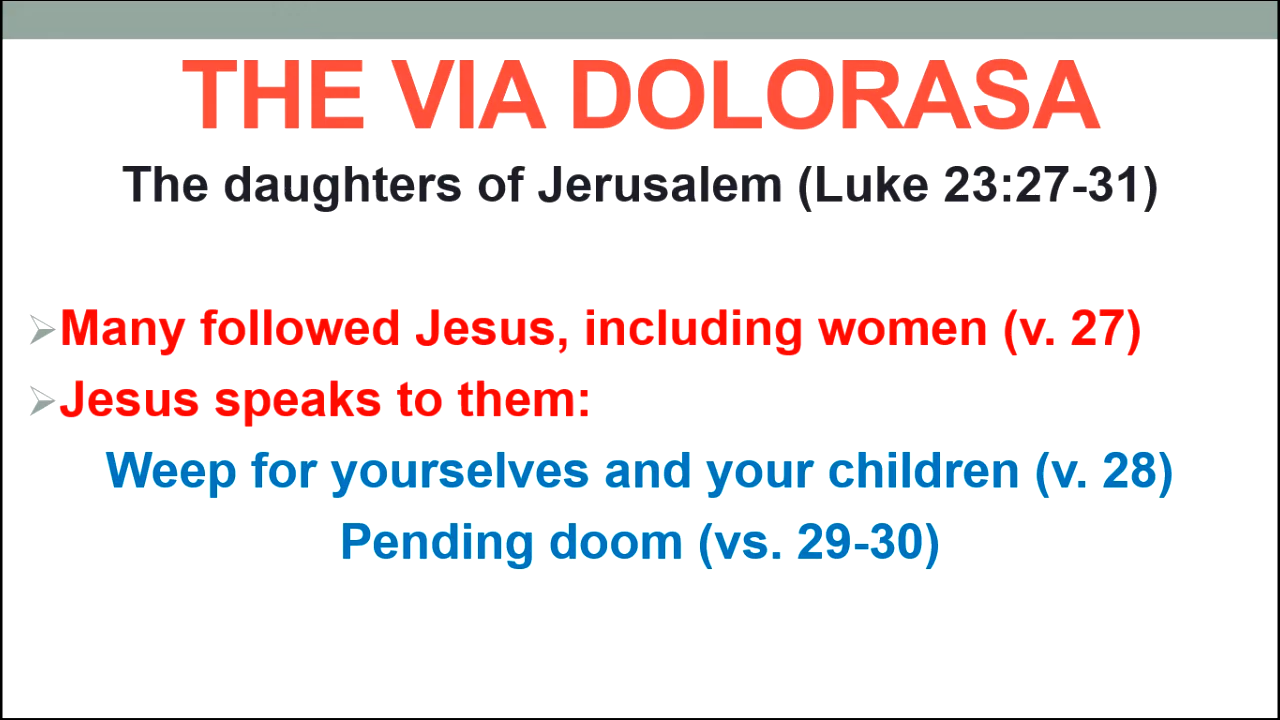 THE VIA DOLORASA
The daughters of Jerusalem (Luke 23:27-31)
Many followed Jesus, including women (v. 27)
Jesus speaks to them:
Weep for yourselves and your children (v. 28)
Pending doom (vs. 29-30)